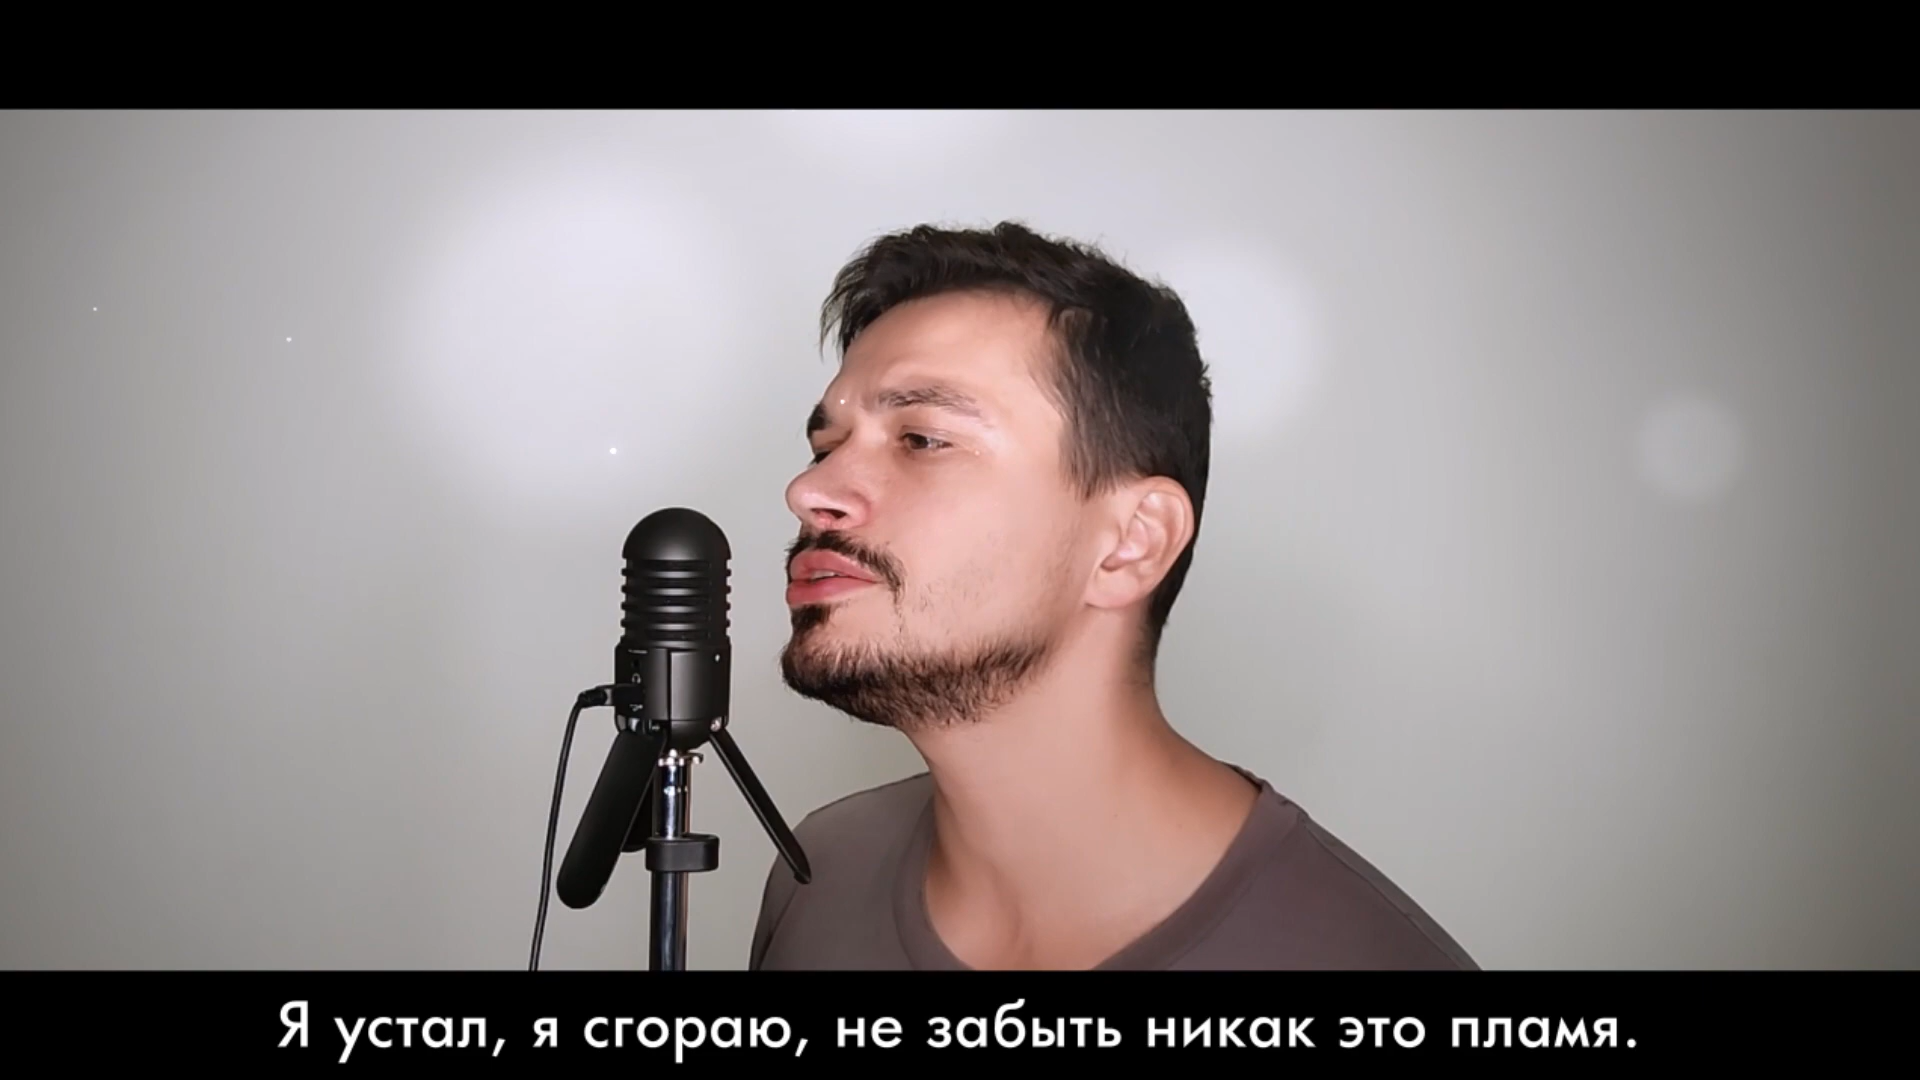 Я устал, я сгораю, не забыть никак это пламя.